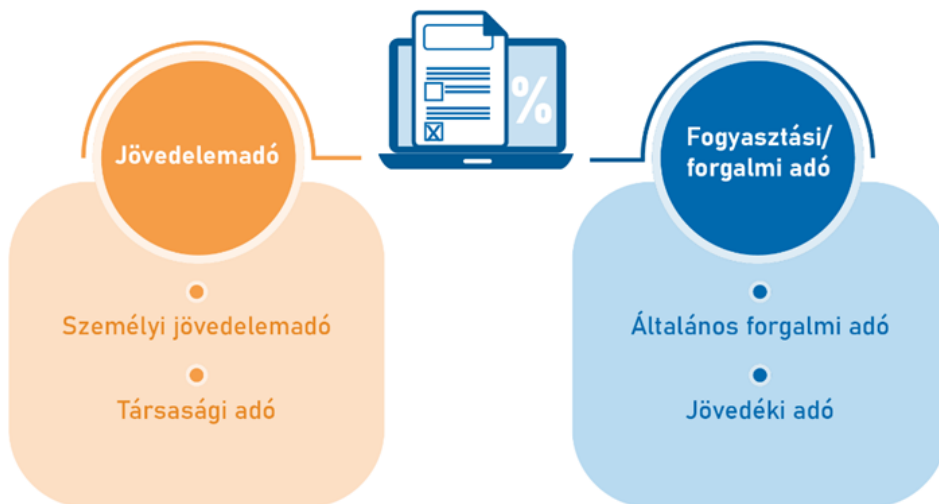 %
Jövedelemadó
Személyi jövedelemadó
Társasági adó
Fogyasztási/
forgalmi adó
Általános forgalmi adó
Jövedéki adó